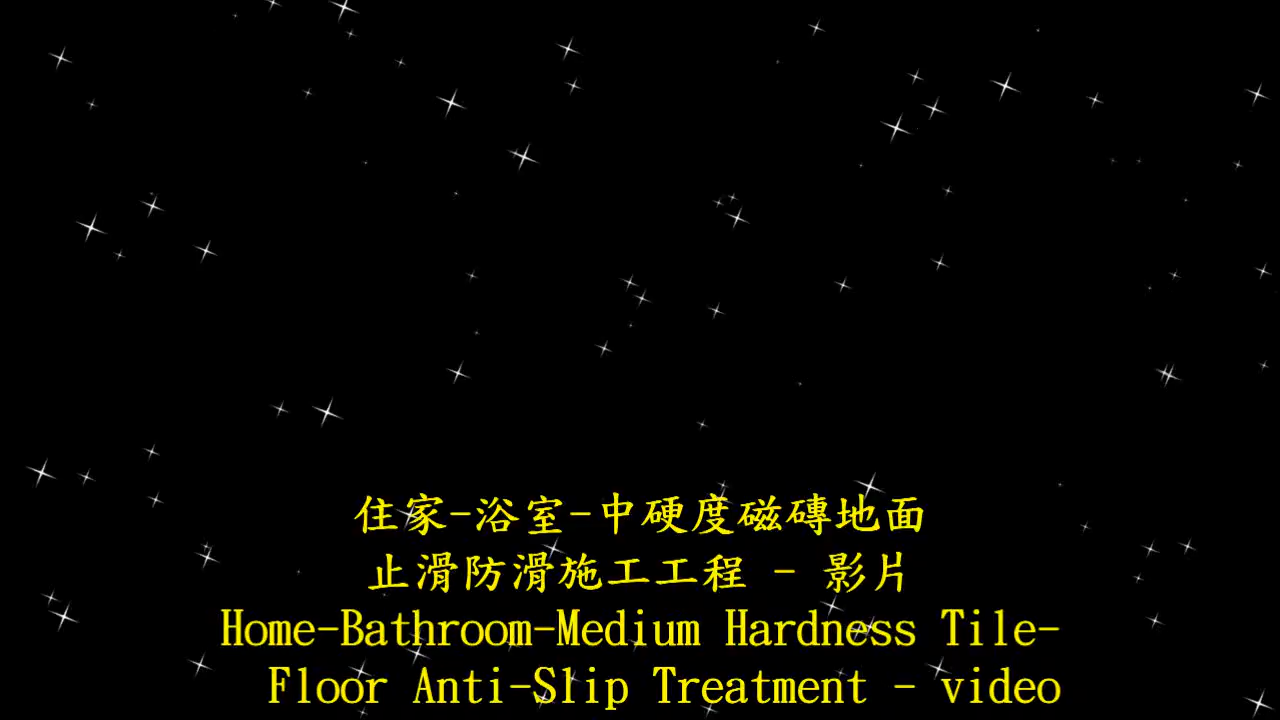 住家-浴室-中硬度磁磚地面
止滑防滑施工工程 - 影片
Home-Bathroom-Medium Hardness Tile-
Floor Anti-Slip Treatment - video